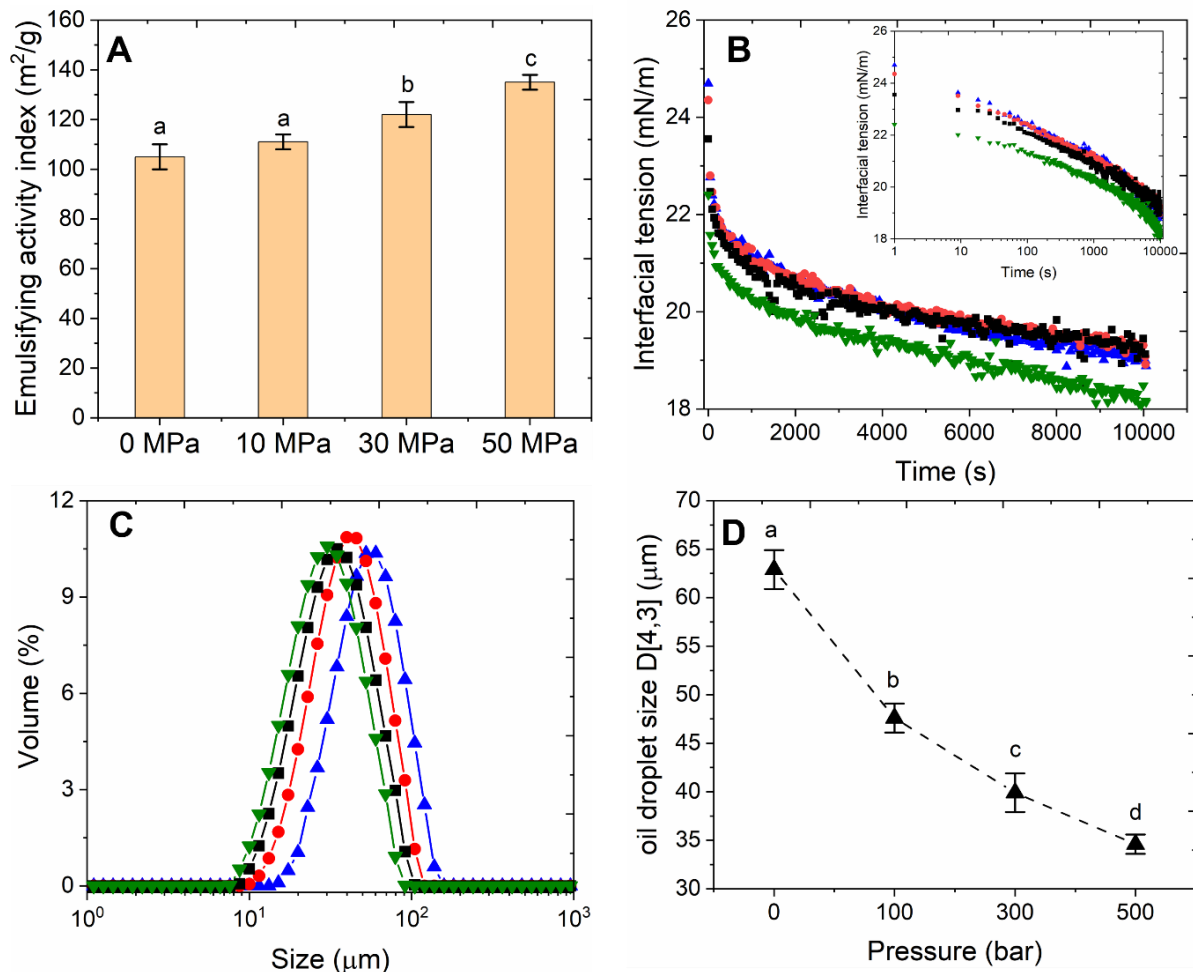 A
Emulsifying activity index (m²/g)
160
140
120
100
80
60
40
20
0
a
a
b
c
0 MPa 10 MPa 30 MPa 50 MPa
B
Interfacial tension (mN/m)
26
24
22
20
18
0 2000 4000 6000 8000 10000
Time (s)
Interfacial tension (mN/m)
26
24
22
20
18
1 10 100 1000 10000
Time (s)
C
Volume (%)
12
9
6
3
0
10⁰ 10¹ 10² 10³
Size (μm)
D
oil droplet size D[4,3] (μm)
70
65
60
55
50
45
40
35
30
a
b
c
d
0 100 300 500
Pressure (bar)